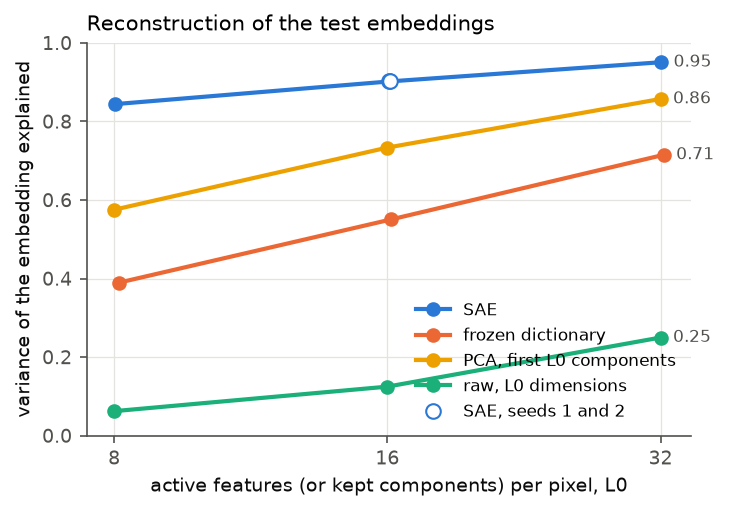 Reconstruction of the test embeddings
variance of the embedding explained
1.0
0.8
0.6
0.4
0.2
0.0
0.95
0.86
0.71
0.25
SAE
frozen dictionary
PCA, first L0 components
raw, L0 dimensions
SAE, seeds 1 and 2
8 16 32
active features (or kept components) per pixel, L0